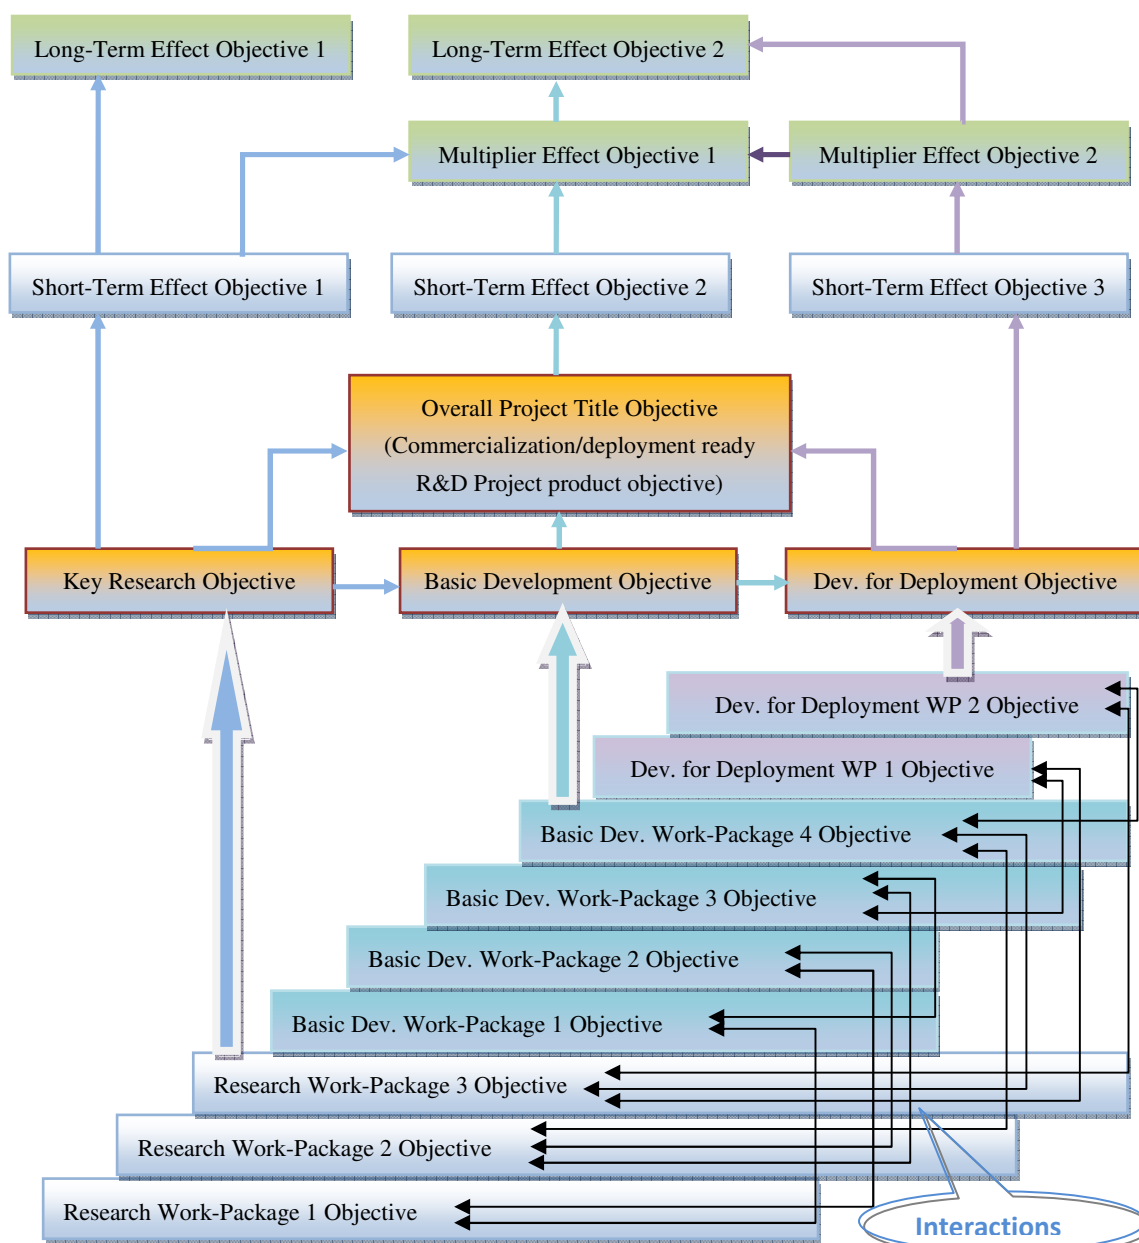 Long-Term Effect Objective 1
Long-Term Effect Objective 2
Multiplier Effect Objective 1
Multiplier Effect Objective 2
Short-Term Effect Objective 1
Short-Term Effect Objective 2
Short-Term Effect Objective 3
Overall Project Title Objective
(Commercialization/deployment ready
R&D Project product objective)
Key Research Objective
Basic Development Objective
Dev. for Deployment Objective
Dev. for Deployment WP 2 Objective
Dev. for Deployment WP 1 Objective
Basic Dev. Work-Package 4 Objective
Basic Dev. Work-Package 3 Objective
Basic Dev. Work-Package 2 Objective
Basic Dev. Work-Package 1 Objective
Research Work-Package 3 Objective
Research Work-Package 2 Objective
Research Work-Package 1 Objective
Interactions